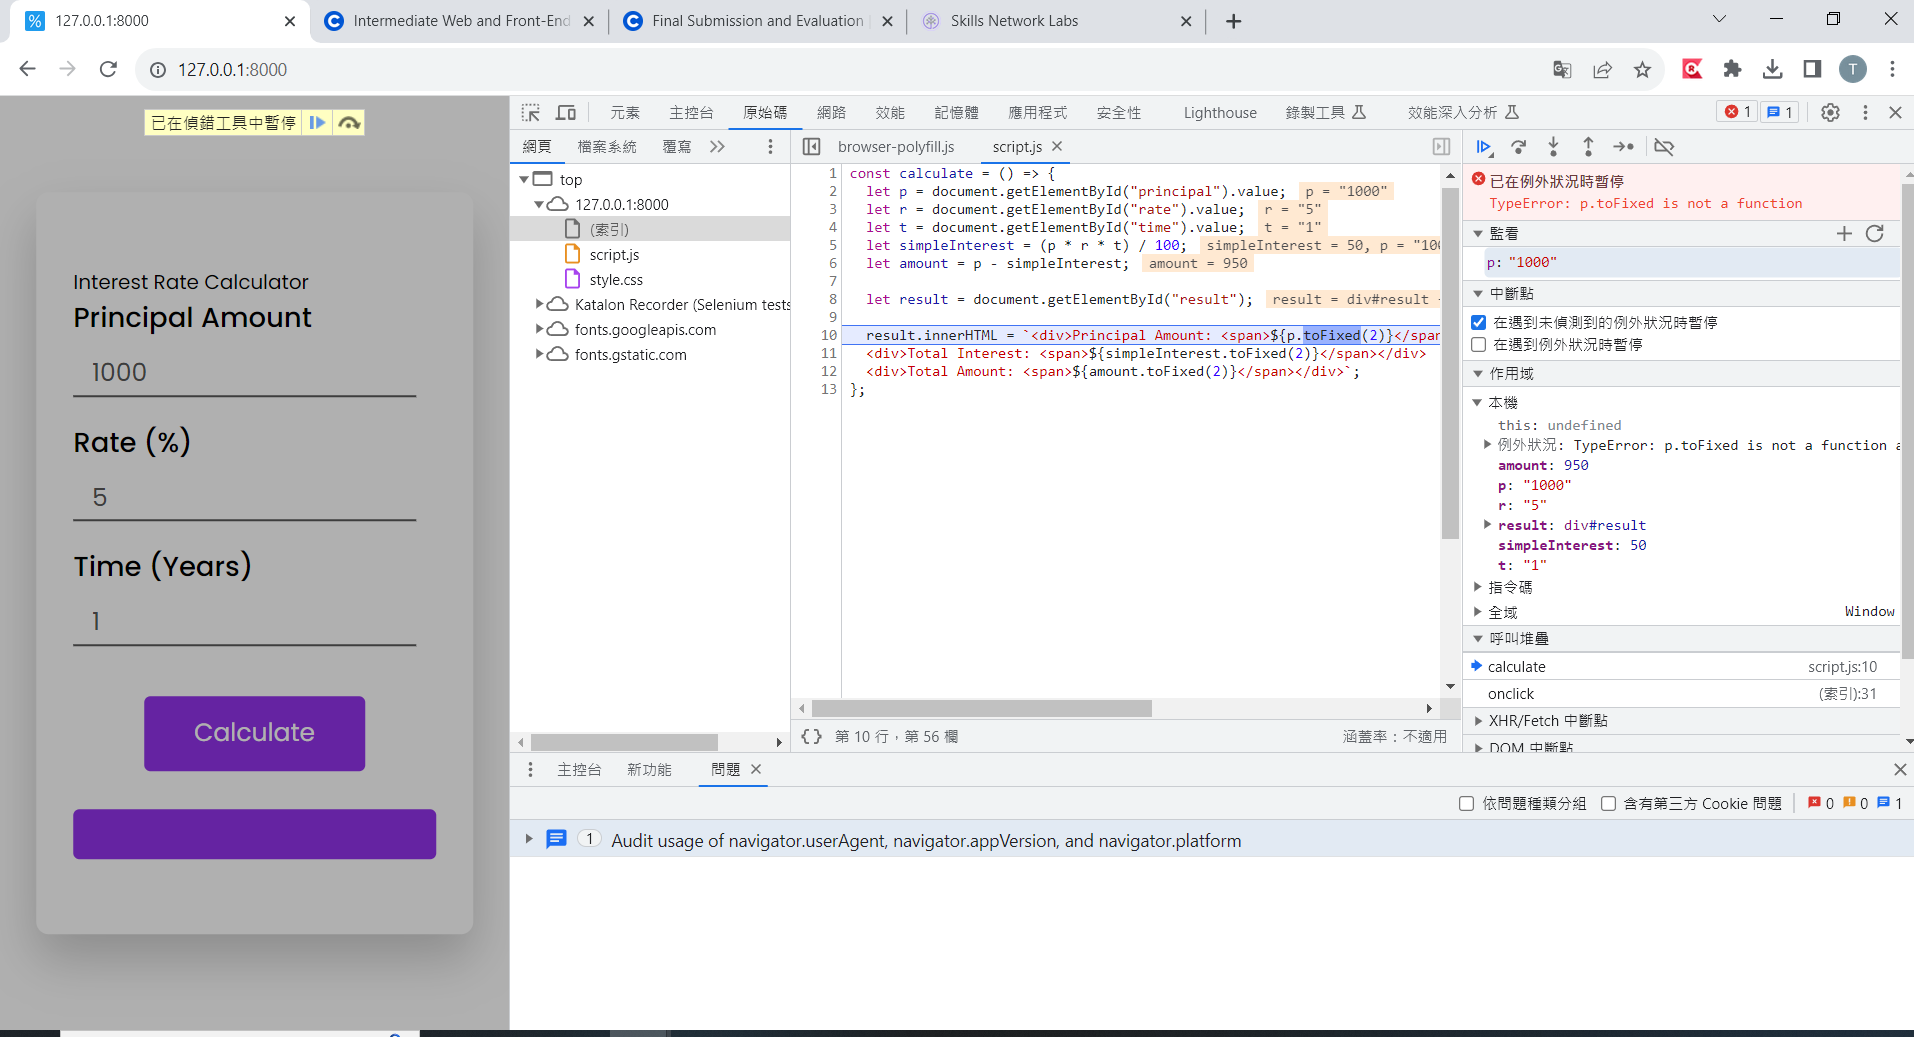 127.0.0.1:8000
Intermediate Web and Front-End
Final Submission and Evaluation
Skills Network Labs
127.0.0.1:8000
T
已在偵錯工具中暫停
Interest Rate Calculator
Principal Amount
1000
Rate (%)
5
Time (Years)
1
Calculate
元素 主控台 原始碼 網路 效能 記憶體 應用程式 安全性 Lighthouse 錄製工具 效能深入分析 1 1
網頁 檔案系統 覆寫
top
127.0.0.1:8000
(索引)
script.js
style.css
Katalon Recorder (Selenium tests
fonts.googleapis.com
fonts.gstatic.com
browser-polyfill.js script.js
1 const calculate = () => {
2 let p = document.getElementById("principal").value; p = "1000"
3 let r = document.getElementById("rate").value; r = "5"
4 let t = document.getElementById("time").value; t = "1"
5 let simpleInterest = (p * r * t) / 100; simpleInterest = 50, p = "100
6 let amount = p - simpleInterest; amount = 950
7
8 let result = document.getElementById("result"); result = div#result
9
10 result.innerHTML = `<div>Principal Amount: <span>${p.toFixed(2)}</span
11 <div>Total Interest: <span>${simpleInterest.toFixed(2)}</span></div>
12 <div>Total Amount: <span>${amount.toFixed(2)}</span></div>`;
13 };
{} 第 10 行，第 56 欄 涵蓋率：不適用
已在例外狀況時暫停
TypeError: p.toFixed is not a function
監看
p: "1000"
中斷點
在遇到未偵測到的例外狀況時暫停
在遇到例外狀況時暫停
作用域
本機
this: undefined
例外狀況: TypeError: p.toFixed is not a function a
amount: 950
p: "1000"
r: "5"
result: div#result
simpleInterest: 50
t: "1"
指令碼
全域 Window
呼叫堆疊
calculate script.js:10
onclick (索引):31
XHR/Fetch 中斷點
DOM 中斷點
主控台 新功能 問題
依問題種類分組 含有第三方 Cookie 問題 0 0 1
1 Audit usage of navigator.userAgent, navigator.appVersion, and navigator.platform